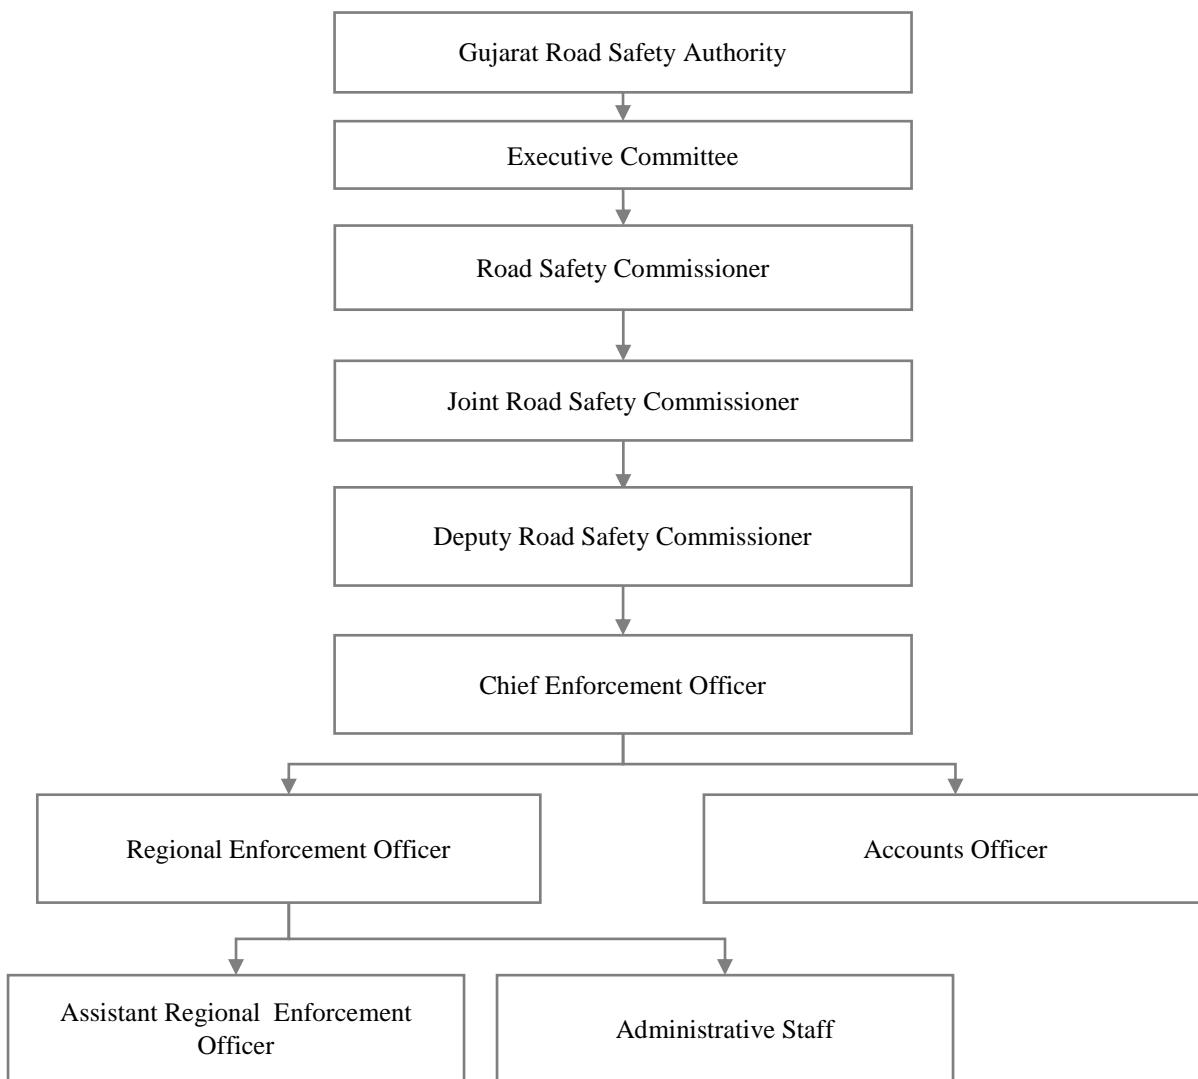 Gujarat Road Safety Authority
Executive Committee
Road Safety Commissioner
Joint Road Safety Commissioner
Deputy Road Safety Commissioner
Chief Enforcement Officer
Regional Enforcement Officer
Accounts Officer
Assistant Regional  Enforcement
Officer
Administrative Staff